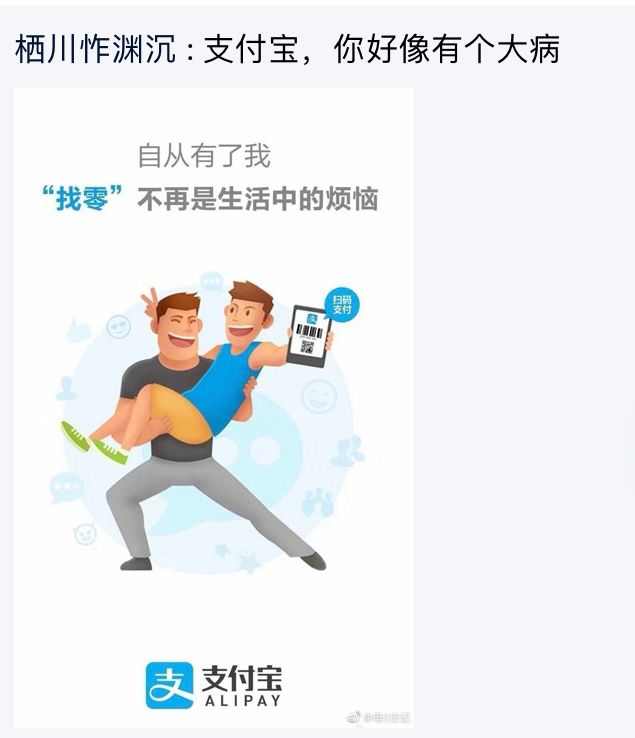 栖川怍渊沉 : 支付宝，你好像有个大病
自从有了我
“找零”不再是生活中的烦恼
扫码
支付
支付宝
ALIPAY